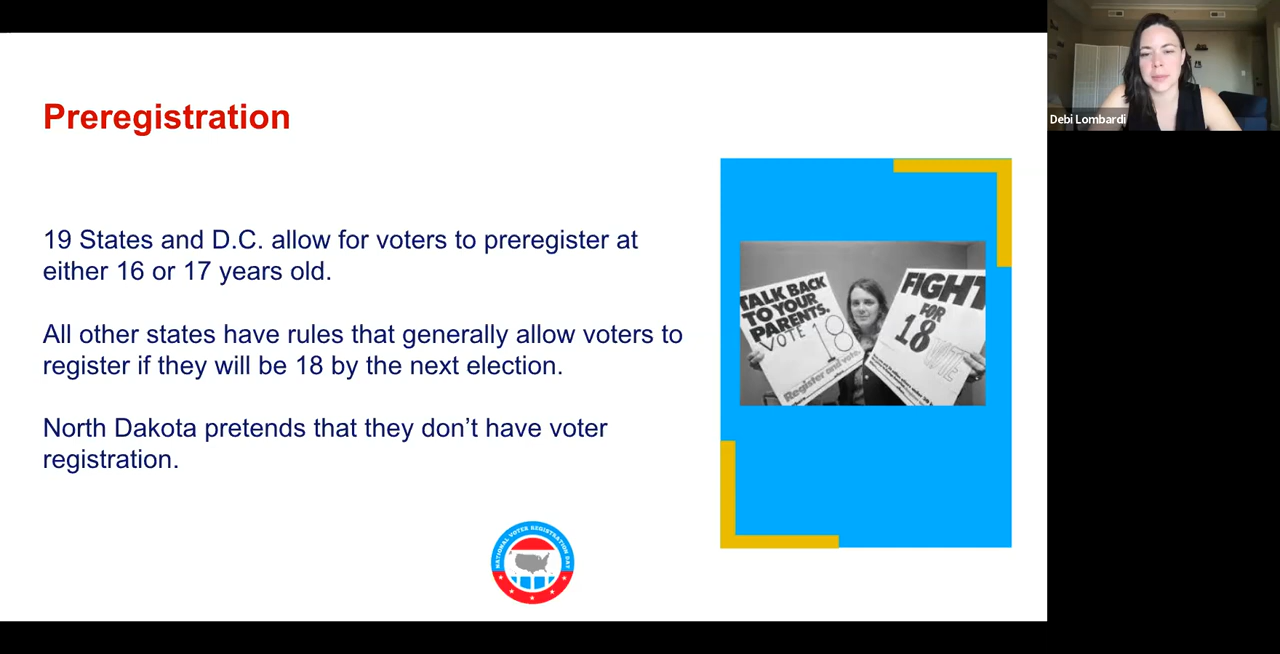 Preregistration
19 States and D.C. allow for voters to preregister at
either 16 or 17 years old.
All other states have rules that generally allow voters to
register if they will be 18 by the next election.
North Dakota pretends that they don’t have voter
registration.
TALK BACK
TO YOUR
PARENTS.
VOTE 18
Register and vote.
FIGHT
FOR
18
VOTE
NATIONAL VOTER REGISTRATION DAY
Debi Lombardi